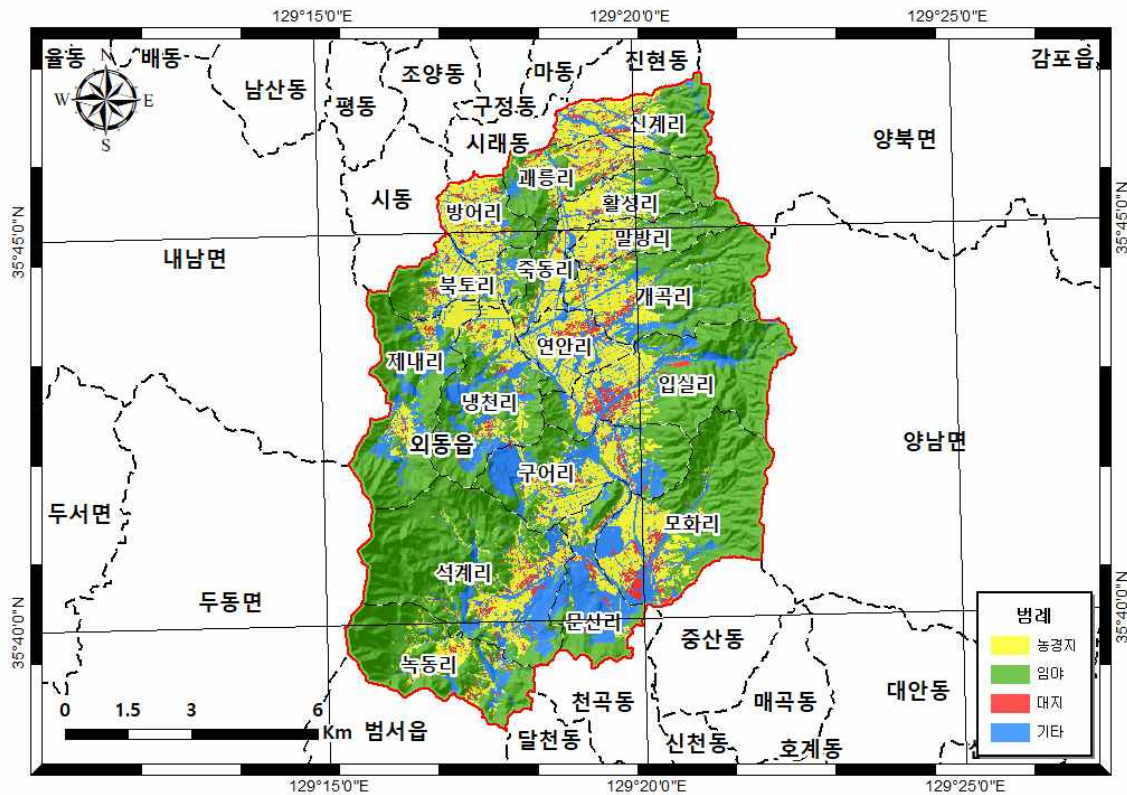 129°15'0"E 129°20'0"E 129°25'0"E
율동 배동 조양동 마동 진현동 감포읍
N
W E
S
남산동 평동 구정동 신계리
시래동 양북면
괘릉리
시동 방어리 활성리
35°45'0"N 말방리 35°45'0"N
내남면 죽동리
북토리 개곡리
연안리
제내리 입실리
냉천리
외동읍 양남면
구어리
두서면 모화리
석계리
두동면 문산리 범례
35°40'0"N 중산동 농경지 35°40'0"N
녹동리 임야
대안동 대지
0 1.5 3 6 천곡동 매곡동 기타
Km
범서읍 달천동 신천동 호계동
129°15'0"E 129°20'0"E 129°25'0"E